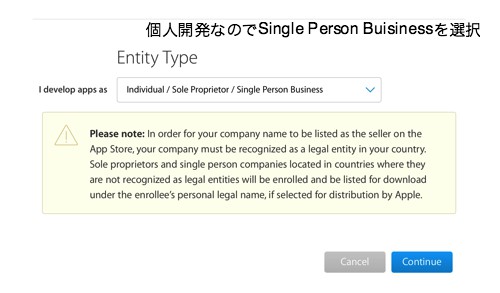 個人開発なのでSingle Person Buisinessを選択
Entity Type
I develop apps as
Individual / Sole Proprietor / Single Person Business
Please note: In order for your company name to be listed as the seller on the
App Store, your company must be recognized as a legal entity in your country.
Sole proprietors and single person companies located in countries where they
are not recognized as legal entities will be enrolled and be listed for download
under the enrollee's personal legal name, if selected for distribution by Apple.
Cancel
Continue